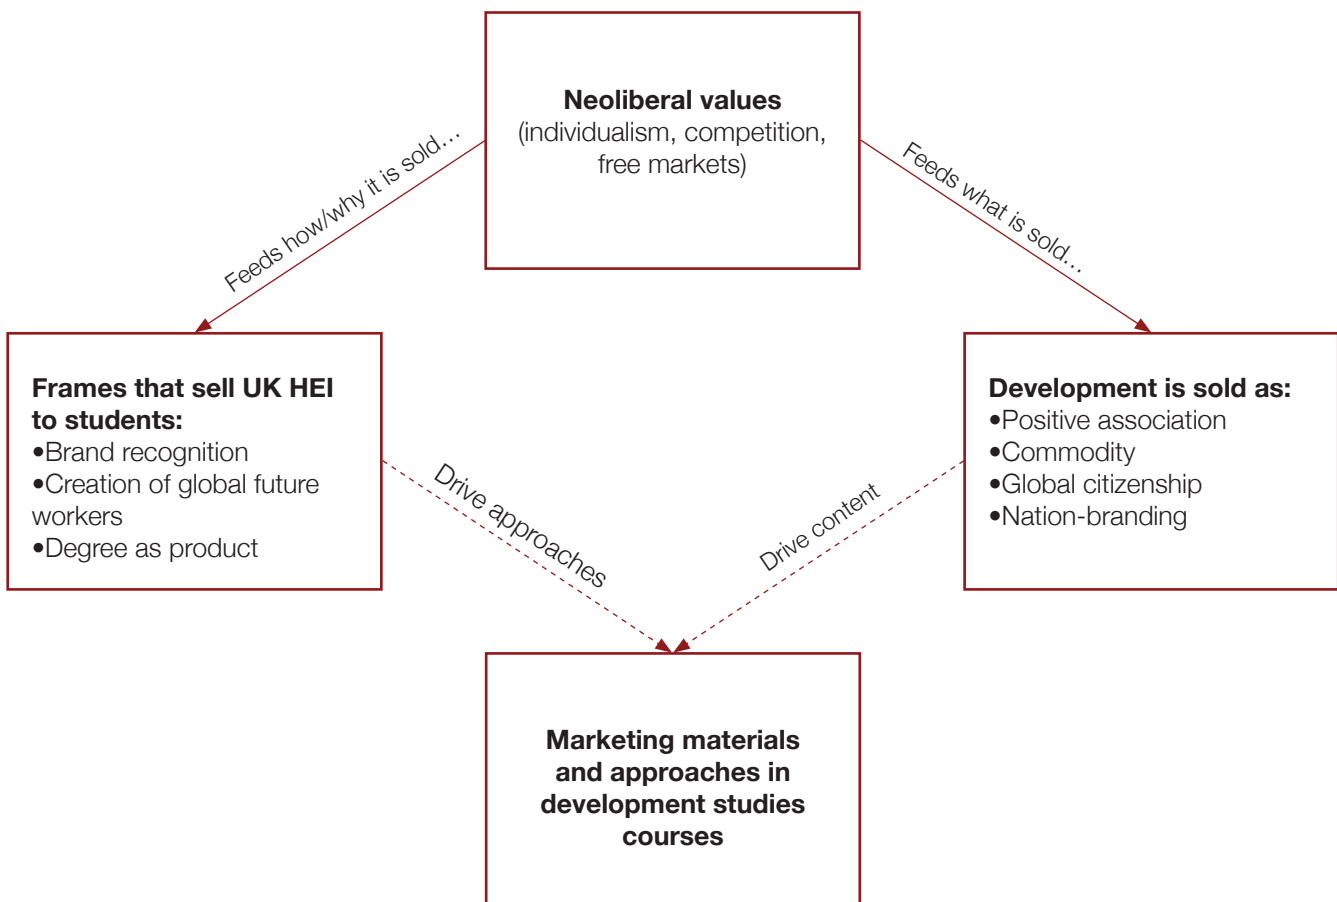 Neoliberal values
(individualism, competition,
free markets)
Feeds how/why it is sold...
Feeds what is sold...
Frames that sell UK HEI
to students:
•Brand recognition
•Creation of global future
workers
•Degree as product
Development is sold as:
•Positive association
•Commodity
•Global citizenship
•Nation-branding
Drive approaches
Drive content
Marketing materials
and approaches in
development studies
courses